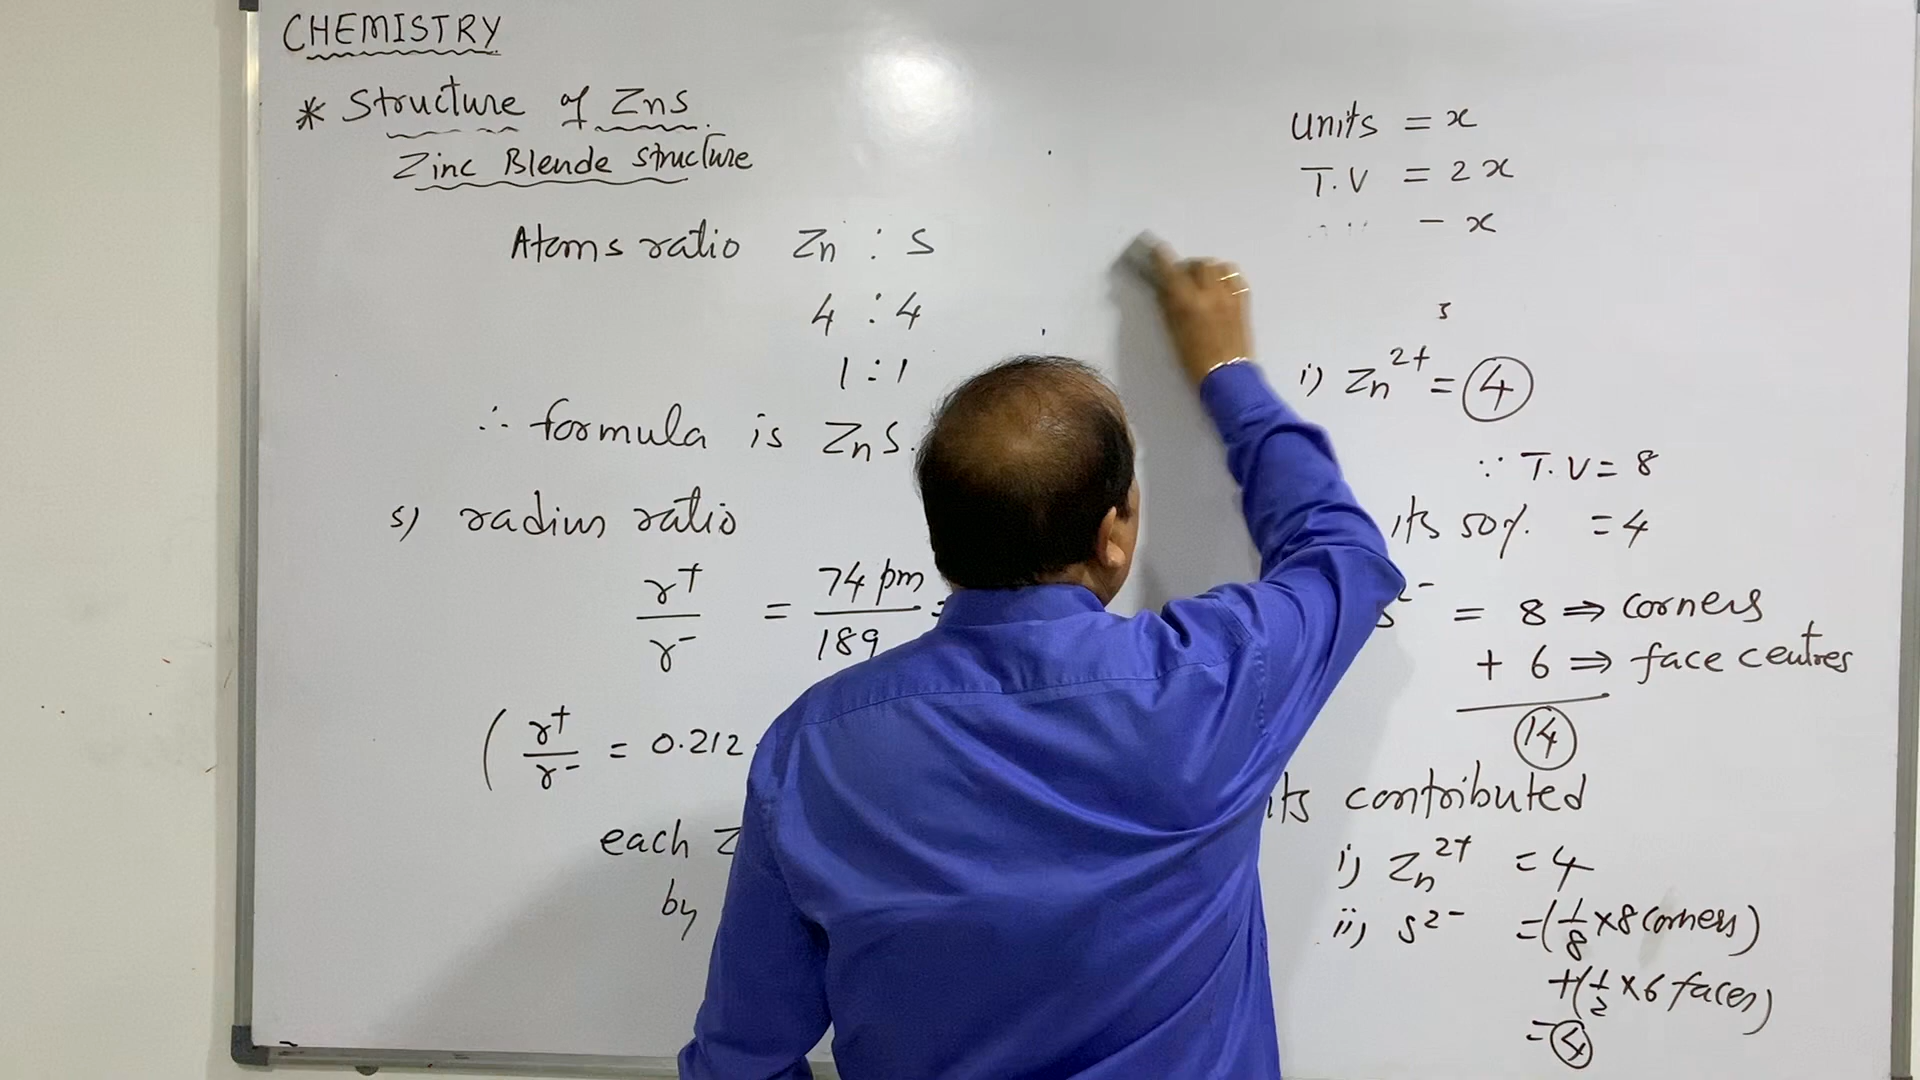 CHEMISTRY
* Structure of ZnS.
Zinc Blende structure
Atoms ratio Zn : S
4 : 4
1 : 1
∴ formula is ZnS.
5) radius ratio
r+/r- = 74 pm/189 =
( r+/r- = 0.212
each Z
by
units = x
T.V = 2x
- x
i) Zn2+ = 4
∵ T.V = 8
its 50% = 4
S2- = 8 ⇒ corners
+ 6 ⇒ face centres
14
its contributed
i) Zn2+ = 4
ii) S2- = (1/8 × 8 corners)
+ (1/2 × 6 faces)
= 4